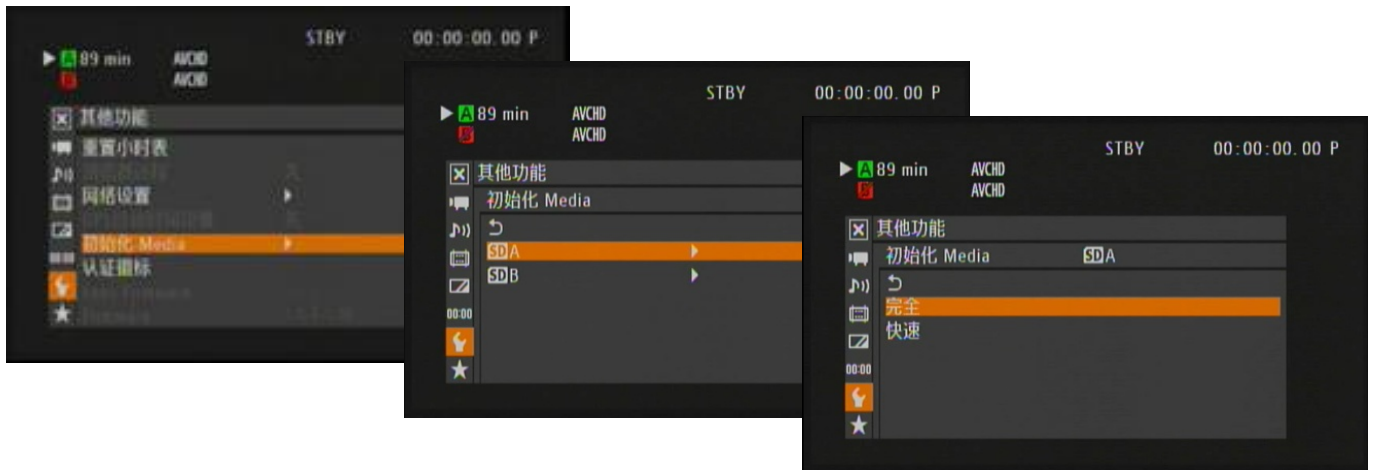 STBY 00:00:00.00 P
A 89 min AVCHD
B AVCHD
其他功能
重置小时表
网络设置
初始化 Media
认证徽标
STBY 00:00:00.00 P
A 89 min AVCHD
B AVCHD
其他功能
初始化 Media
SD A
SD B
00:00
STBY 00:00:00.00 P
A 89 min AVCHD
B AVCHD
其他功能
初始化 Media SD A
完全
快速
00:00